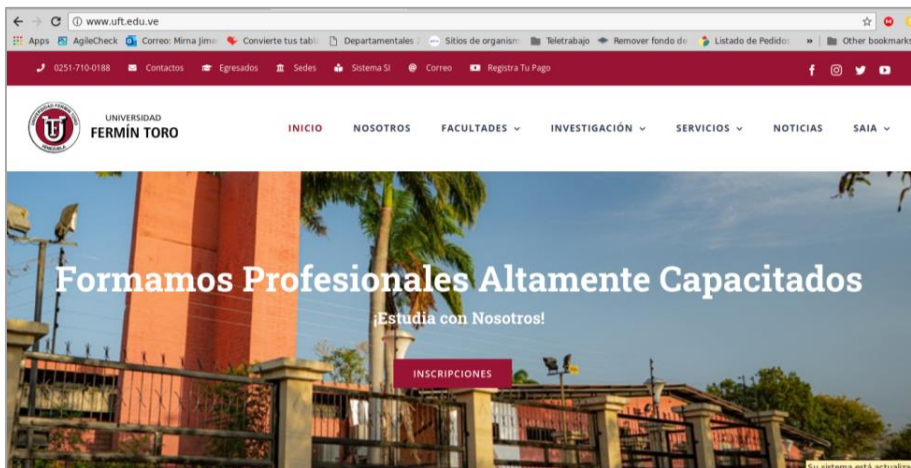 www.uft.edu.ve
Apps AgileCheck Correo: Mirna Jime Convierte tus tabl Departamentales Sitios de organism Teletrabajo Remover fondo de Listado de Pedido » Other bookmarks
0251-710-0188 Contactos Egresados Sedes Sistema SI Correo Registra Tu Pago
UNIVERSIDAD
FERMÍN TORO
INICIO NOSOTROS FACULTADES INVESTIGACIÓN SERVICIOS NOTICIAS SAIA
Formamos Profesionales Altamente Capacitados
¡Estudia con Nosotros!
INSCRIPCIONES
Su sistema está actualiza